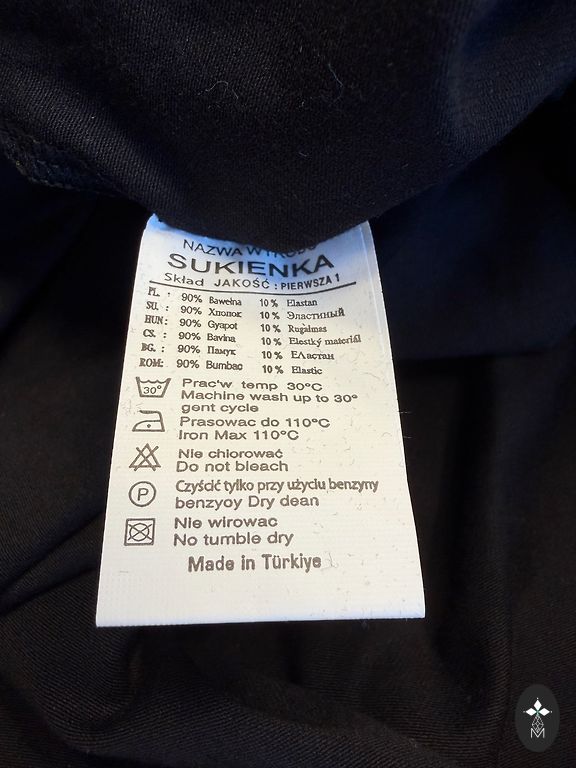 NAZWA WYROBU
SUKIENKA
Skład JAKOŚĆ : PIERWSZA 1
PL. : 90% Bawełna 10% Elastan
SU. : 90% Хлопок 10% Эластиный
HUN: 90% Gyapot 10% Rugalmas
CS. : 90% Bavina 10% Elestký materiál
BG. : 90% Памук 10% ЕΛастан
ROM: 90% Bumbac 10% Elastic
30° Prac'w temp 30°C
Machine wash up to 30°
gent cycle
Prasowac do 110°C
Iron Max 110°C
Nie chlorować
Do not bleach
P Czyścić tylko przy użyciu benzyny
benzyoy Dry dean
Nie wirowac
No tumble dry
Made in Türkiye
M